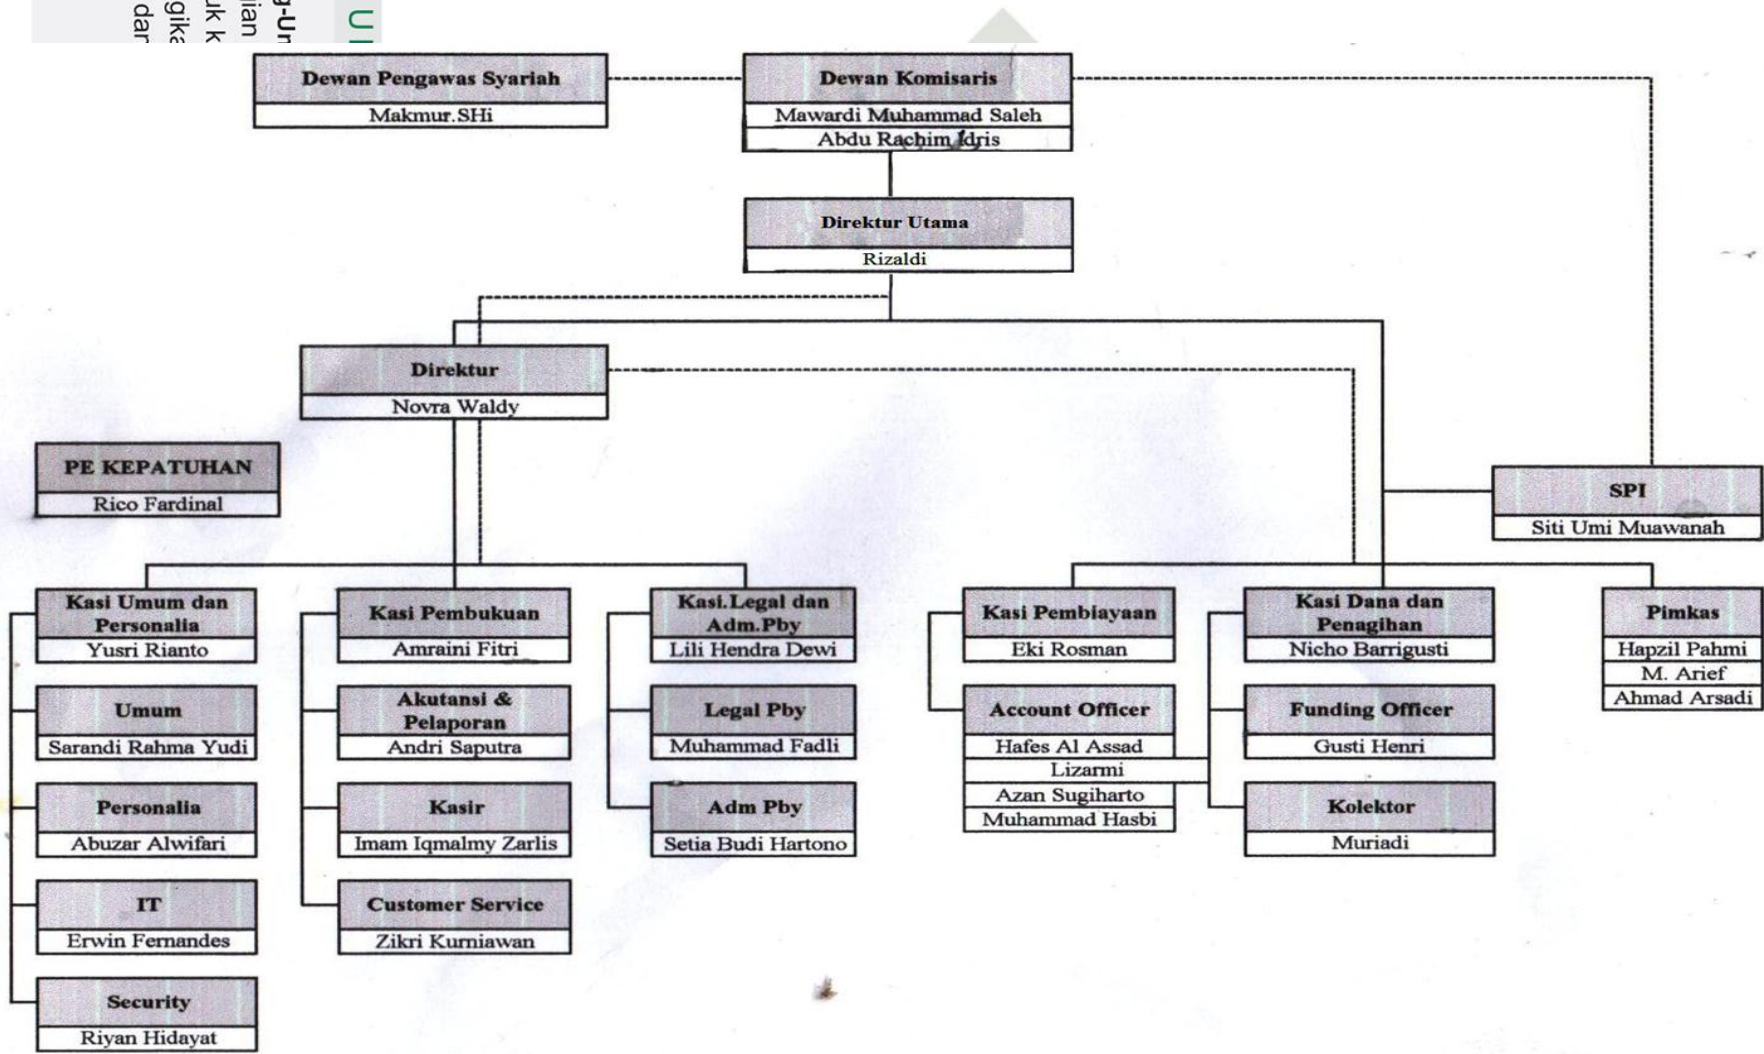 U
g-Un
gian
uk k
gika
dar
Dewan Pengawas Syariah
Makmur.SHi
Dewan Komisaris
Mawardi Muhammad Saleh
Abdu Rachim Idris
Direktur Utama
Rizaldi
Direktur
Novra Waldy
PE KEPATUHAN
Rico Fardinal
SPI
Siti Umi Muawanah
Kasi Umum dan
Personalia
Yusri Rianto
Umum
Sarandi Rahma Yudi
Personalia
Abuzar Alwifari
IT
Erwin Fernandes
Security
Riyan Hidayat
Kasi Pembukuan
Amraini Fitri
Akutansi &
Pelaporan
Andri Saputra
Kasir
Imam Iqmalmy Zarlis
Customer Service
Zikri Kurniawan
Kasi.Legal dan
Adm.Pby
Lili Hendra Dewi
Legal Pby
Muhammad Fadli
Adm Pby
Setia Budi Hartono
Kasi Pembiayaan
Eki Rosman
Account Officer
Hafes Al Assad
Lizarmi
Azan Sugiharto
Muhammad Hasbi
Kasi Dana dan
Penagihan
Nicho Barrigusti
Funding Officer
Gusti Henri
Kolektor
Muriadi
Pimkas
Hapzil Pahmi
M. Arief
Ahmad Arsadi